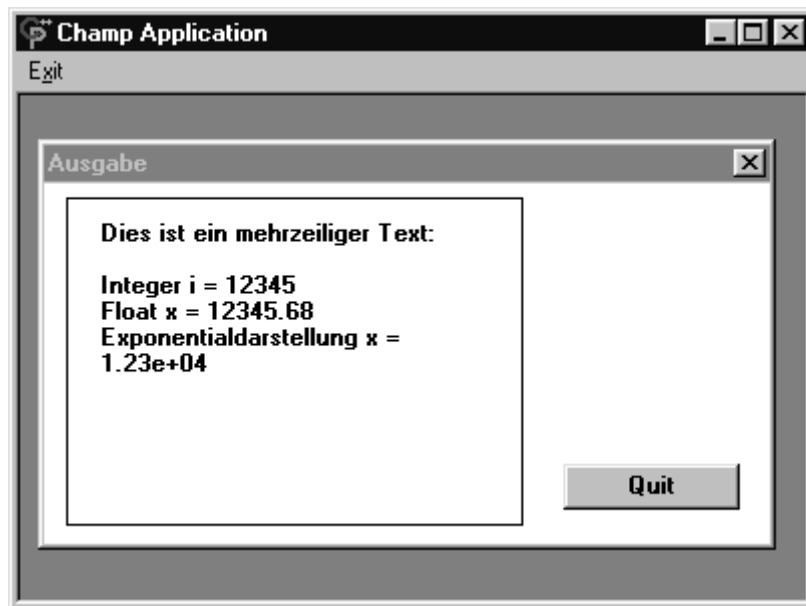 Champ Application
Exit
Ausgabe
Dies ist ein mehrzeiliger Text:
Integer i = 12345
Float x = 12345.68
Exponentialdarstellung x =
1.23e+04
Quit